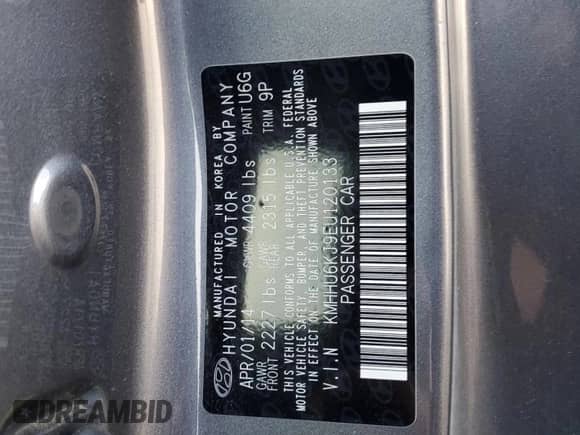 MANUFACTURED IN KOREA BY
HYUNDAI MOTOR COMPANY
APR/01/14 GVWR 4409 lbs PAINT U6G
GAWR FRONT 2227 lbs GAWR REAR 2315 lbs TRIM 9P
THIS VEHICLE CONFORMS TO ALL APPLICABLE U.S.A. FEDERAL
MOTOR VEHICLE SAFETY, BUMPER, AND THEFT PREVENTION STANDARDS
IN EFFECT ON THE DATE OF MANUFACTURE SHOWN ABOVE
V.I.N KMHHU6KJ9EU120133
PASSENGER CAR
DREAMBID